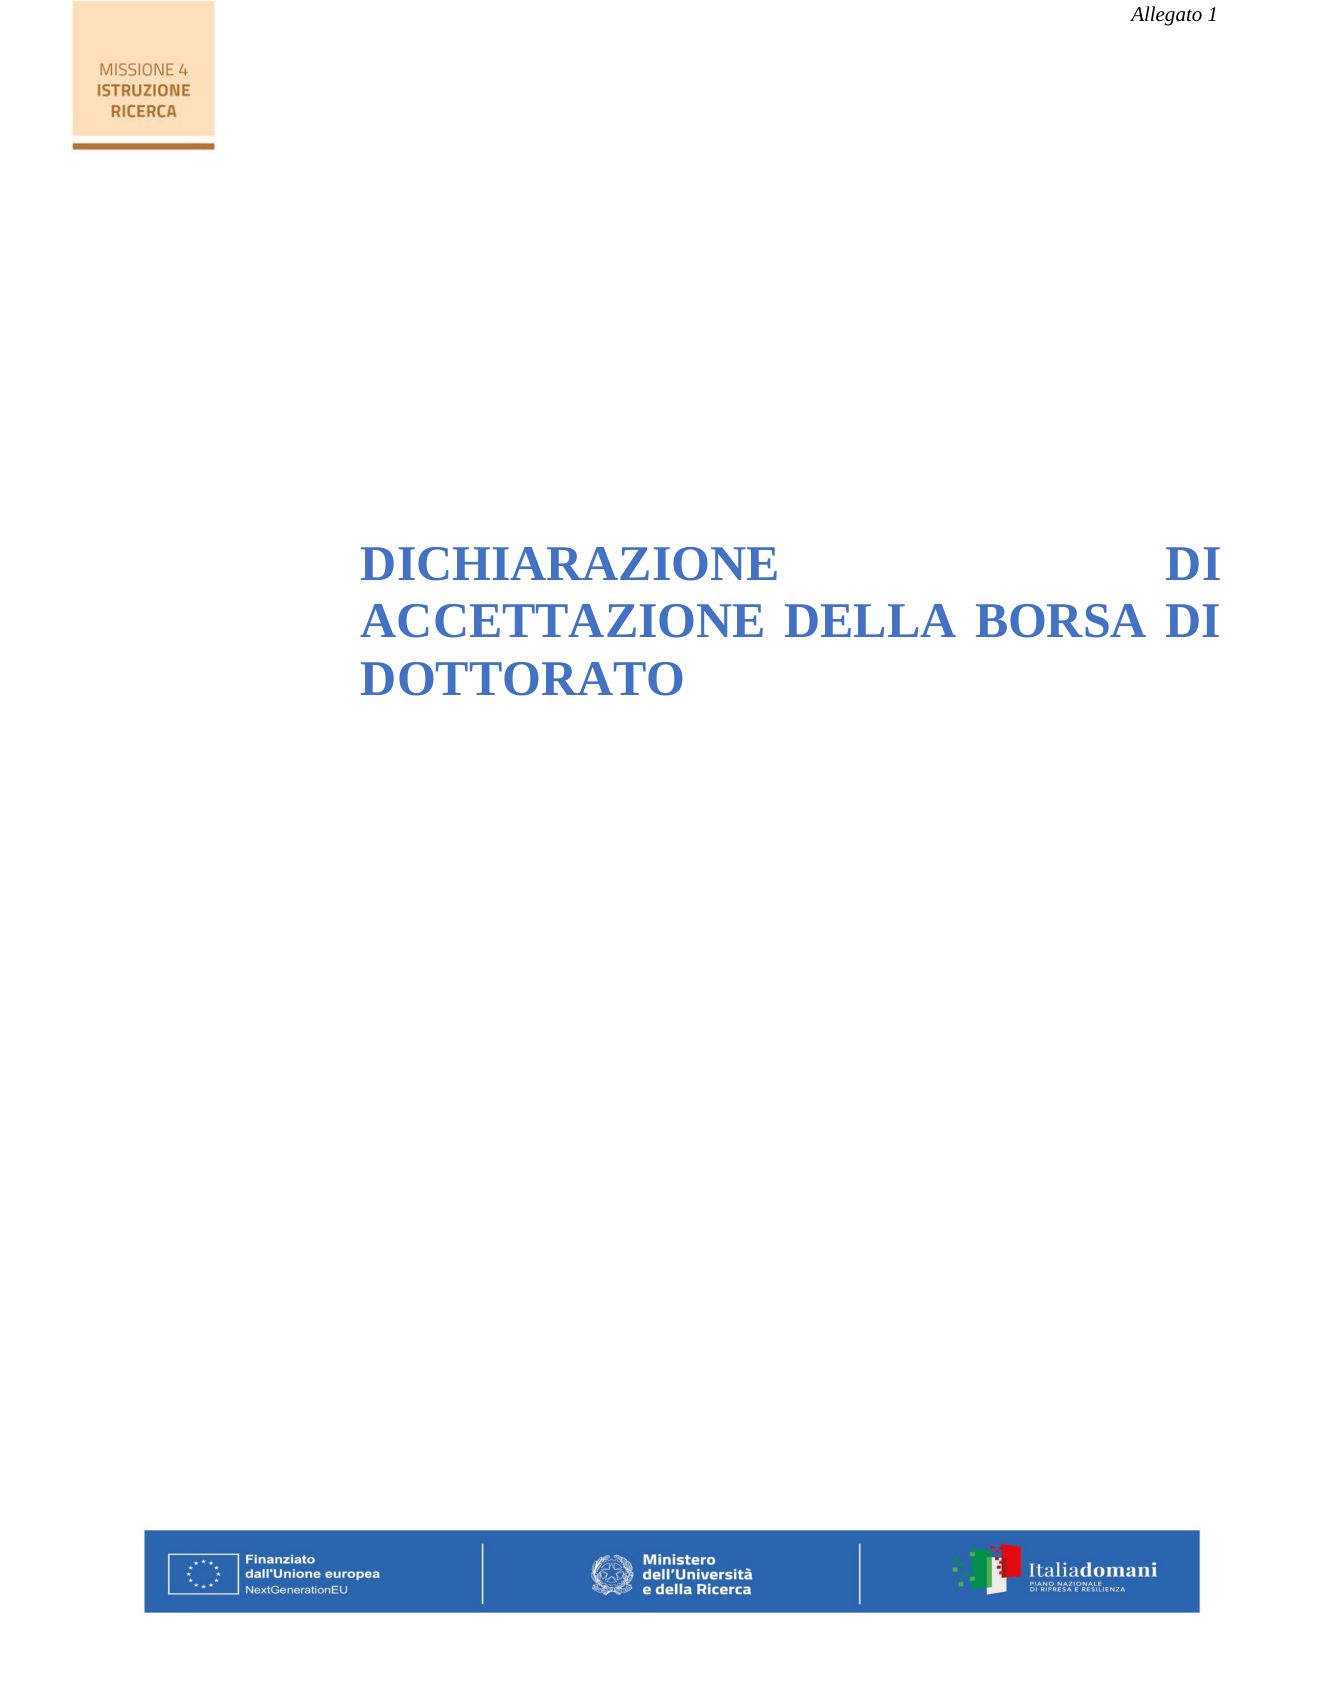 Allegato 1
MISSIONE 4
ISTRUZIONE
RICERCA
DICHIARAZIONE DI
ACCETTAZIONE DELLA BORSA DI
DOTTORATO
Finanziato
dall'Unione europea
NextGenerationEU
Ministero
dell'Università
e della Ricerca
Italiadomani
PIANO NAZIONALE
DI RIPRESA E RESILIENZA